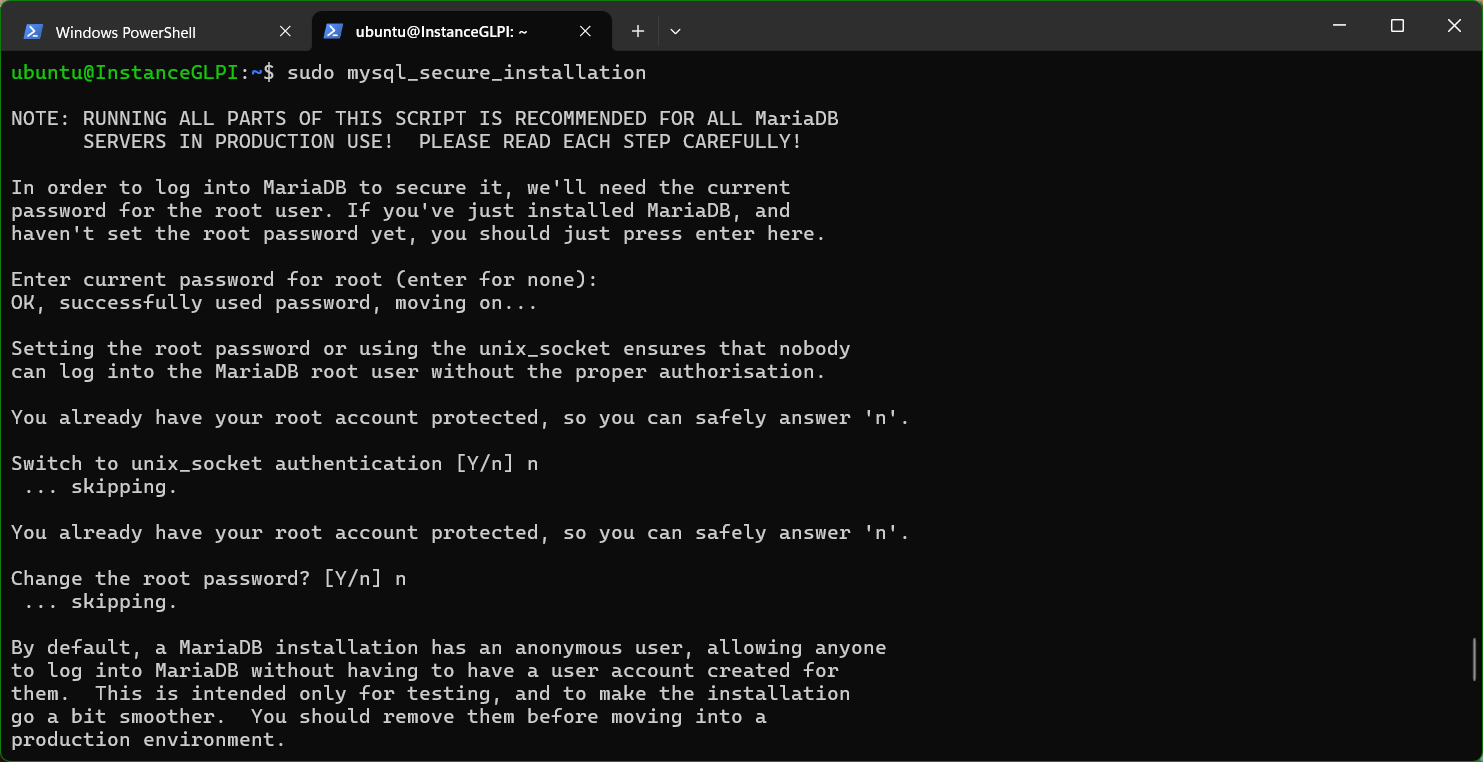 Windows PowerShell
ubuntu@InstanceGLPI: ~
ubuntu@InstanceGLPI:~$ sudo mysql_secure_installation
NOTE: RUNNING ALL PARTS OF THIS SCRIPT IS RECOMMENDED FOR ALL MariaDB
      SERVERS IN PRODUCTION USE!  PLEASE READ EACH STEP CAREFULLY!
In order to log into MariaDB to secure it, we'll need the current
password for the root user. If you've just installed MariaDB, and
haven't set the root password yet, you should just press enter here.
Enter current password for root (enter for none):
OK, successfully used password, moving on...
Setting the root password or using the unix_socket ensures that nobody
can log into the MariaDB root user without the proper authorisation.
You already have your root account protected, so you can safely answer 'n'.
Switch to unix_socket authentication [Y/n] n
 ... skipping.
You already have your root account protected, so you can safely answer 'n'.
Change the root password? [Y/n] n
 ... skipping.
By default, a MariaDB installation has an anonymous user, allowing anyone
to log into MariaDB without having to have a user account created for
them.  This is intended only for testing, and to make the installation
go a bit smoother.  You should remove them before moving into a
production environment.